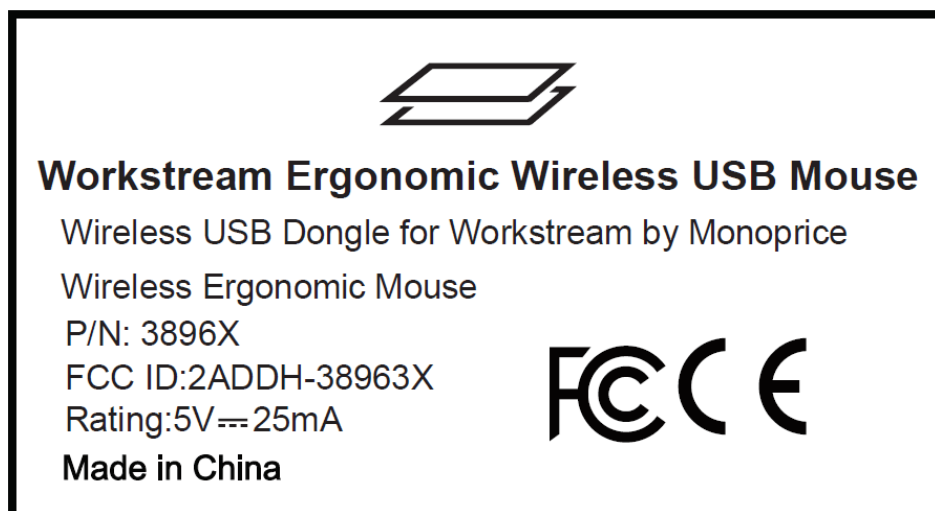 Workstream Ergonomic Wireless USB Mouse
Wireless USB Dongle for Workstream by Monoprice
Wireless Ergonomic Mouse
P/N: 3896X
FCC ID:2ADDH-38963X
Rating:5V⎓25mA
Made in China
FC CE